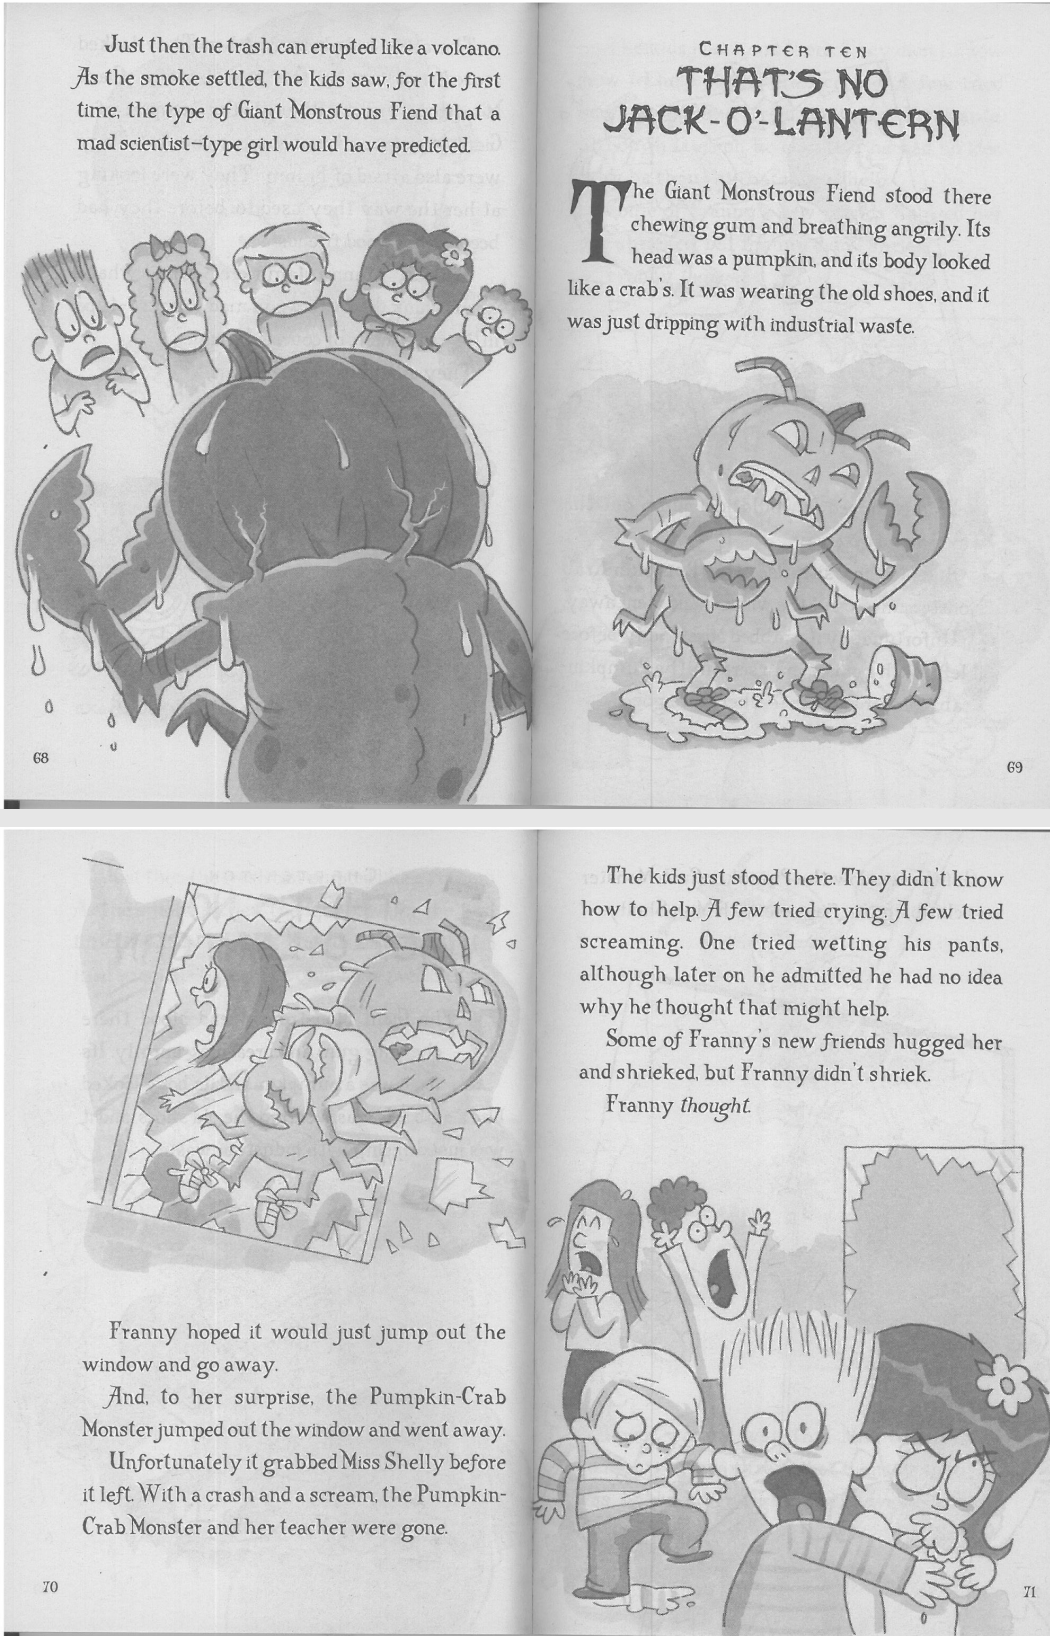 Just then the trash can erupted like a volcano.
As the smoke settled, the kids saw, for the first
time, the type of Giant Monstrous Fiend that a
mad scientist–type girl would have predicted.
68
CHAPTER TEN
THAT'S NO
JACK-O'-LANTERN
The Giant Monstrous Fiend stood there
chewing gum and breathing angrily. Its
head was a pumpkin, and its body looked
like a crab's. It was wearing the old shoes, and it
was just dripping with industrial waste.
69
Franny hoped it would just jump out the
window and go away.
And, to her surprise, the Pumpkin-Crab
Monster jumped out the window and went away.
Unfortunately it grabbed Miss Shelly before
it left. With a crash and a scream, the Pumpkin-
Crab Monster and her teacher were gone.
70
The kids just stood there. They didn't know
how to help. A few tried crying. A few tried
screaming. One tried wetting his pants,
although later on he admitted he had no idea
why he thought that might help.
Some of Franny's new friends hugged her
and shrieked, but Franny didn't shriek.
Franny thought.
71